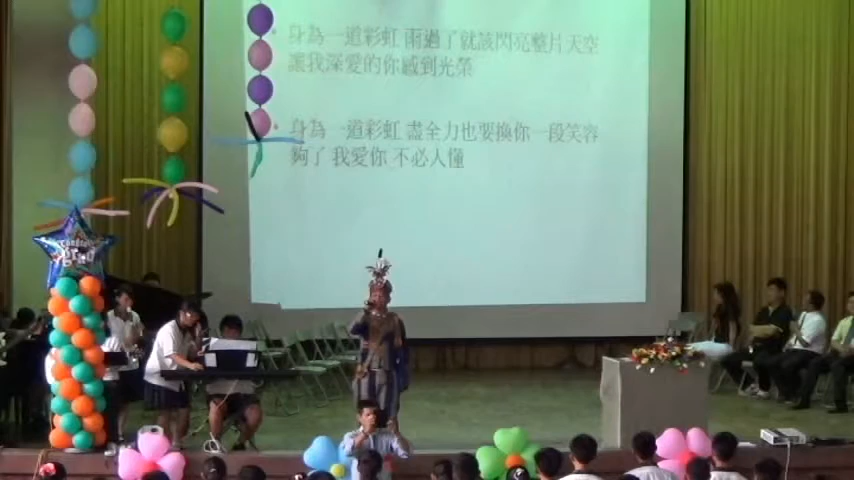 身為一道彩虹 雨過了就該閃亮整片天空
讓我深愛的你感到光榮
身為 一道彩虹 盡全力也要換你一段笑容
夠了 我愛你 不必人懂
grad